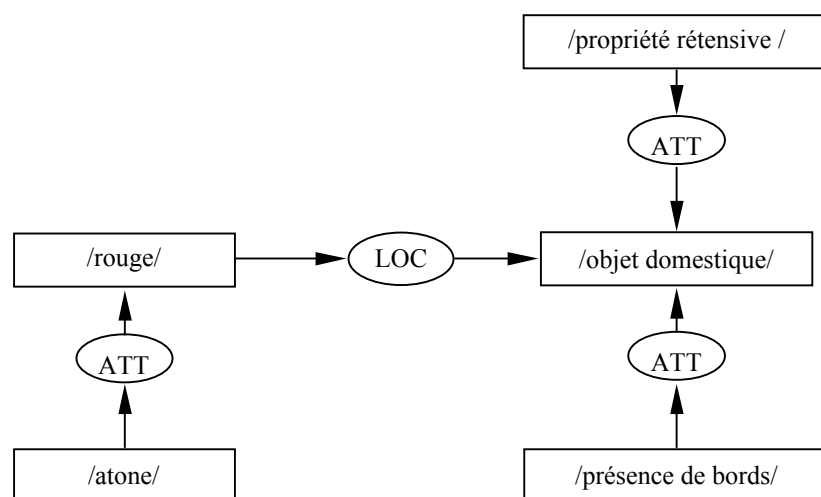 /propriété rétensive /
ATT
/rouge/
LOC
/objet domestique/
ATT
ATT
/atone/
/présence de bords/